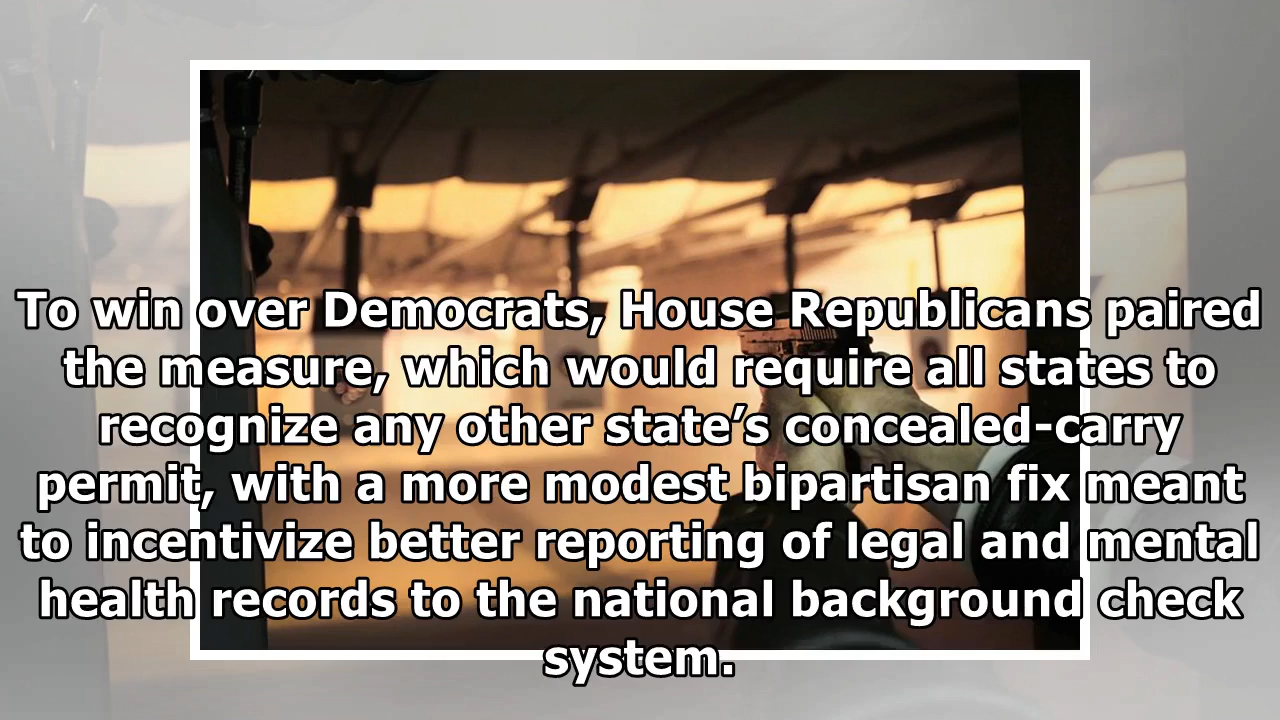 To win over Democrats, House Republicans paired
the measure, which would require all states to
recognize any other state’s concealed-carry
permit, with a more modest bipartisan fix meant
to incentivize better reporting of legal and mental
health records to the national background check
system.